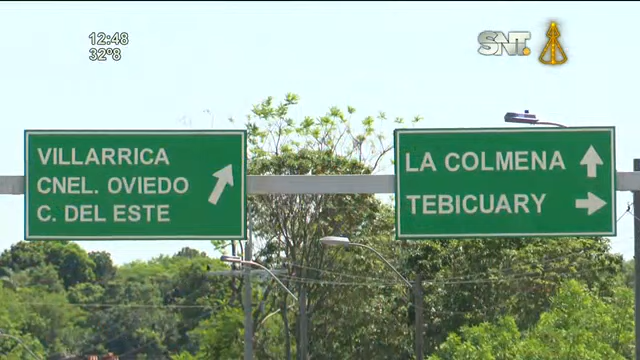 12:48
32°8
SNT.
VILLARRICA
CNEL. OVIEDO
C. DEL ESTE
LA COLMENA
TEBICUARY